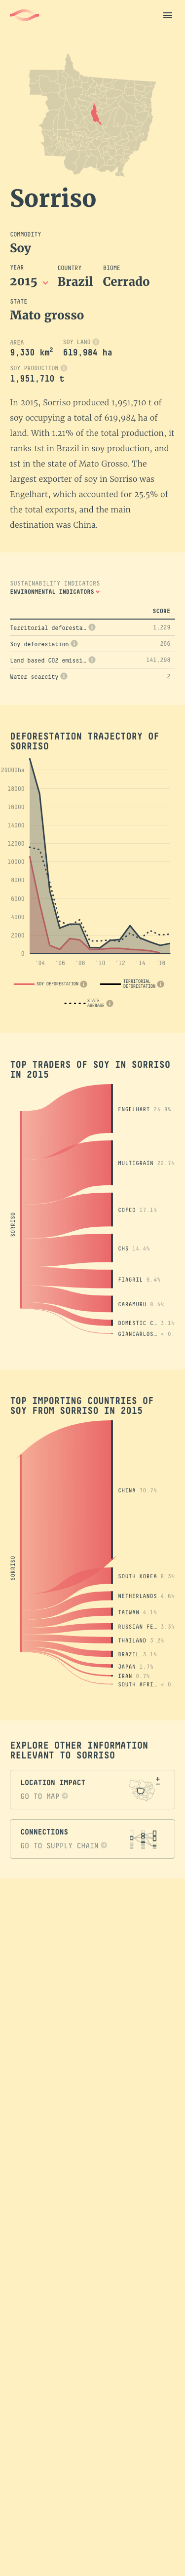 Sorriso
COMMODITY
Soy
YEAR COUNTRY BIOME
2015 Brazil Cerrado
STATE
Mato grosso
AREA SOY LAND
9,330 km2 619,984 ha
SOY PRODUCTION
1,951,710 t
In 2015, Sorriso produced 1,951,710 t of
soy occupying a total of 619,984 ha of
land. With 1.21% of the total production, it
ranks 1st in Brazil in soy production, and
1st in the state of Mato Grosso. The
largest exporter of soy in Sorriso was
Engelhart, which accounted for 25.5% of
the total exports, and the main
destination was China.
SUSTAINABILITY INDICATORS
ENVIRONMENTAL INDICATORS
SCORE
Territorial deforesta… 1,229
Soy deforestation 266
Land based CO2 emissi… 141,298
Water scarcity 2
DEFORESTATION TRAJECTORY OF
SORRISO
20000ha
18000
16000
14000
12000
10000
8000
6000
4000
2000
0
'04 '06 '08 '10 '12 '14 '16
SOY DEFORESTATION
TERRITORIAL
DEFORESTATION
STATE
AVERAGE
TOP TRADERS OF SOY IN SORRISO
IN 2015
SORRISO
ENGELHART 24.8%
MULTIGRAIN 22.7%
COFCO 17.1%
CHS 14.4%
FIAGRIL 9.4%
CARAMURU 8.4%
DOMESTIC C… 3.1%
GIANCARLOS… < 0.
TOP IMPORTING COUNTRIES OF
SOY FROM SORRISO IN 2015
SORRISO
CHINA 70.7%
SOUTH KOREA 8.3%
NETHERLANDS 4.6%
TAIWAN 4.1%
RUSSIAN FE… 3.3%
THAILAND 3.2%
BRAZIL 3.1%
JAPAN 1.7%
IRAN 0.7%
SOUTH AFRI… < 0.
EXPLORE OTHER INFORMATION
RELEVANT TO SORRISO
LOCATION IMPACT
GO TO MAP
CONNECTIONS
GO TO SUPPLY CHAIN